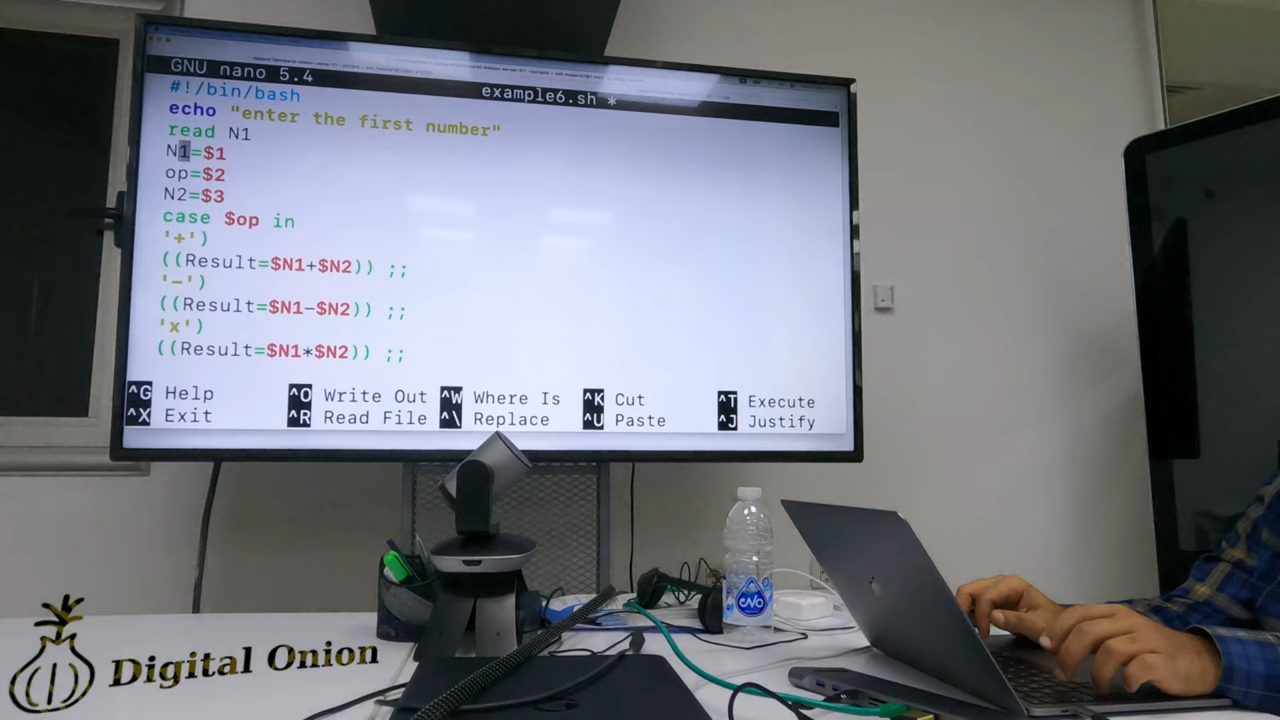 GNU nano 5.4
example6.sh *
#!/bin/bash
echo "enter the first number"
read N1
N1=$1
op=$2
N2=$3
case $op in
'+')
((Result=$N1+$N2)) ;;
'-')
((Result=$N1-$N2)) ;;
'x')
((Result=$N1*$N2)) ;;
^G Help ^O Write Out ^W Where Is ^K Cut ^T Execute
^X Exit ^R Read File ^\ Replace ^U Paste ^J Justify
Digital Onion